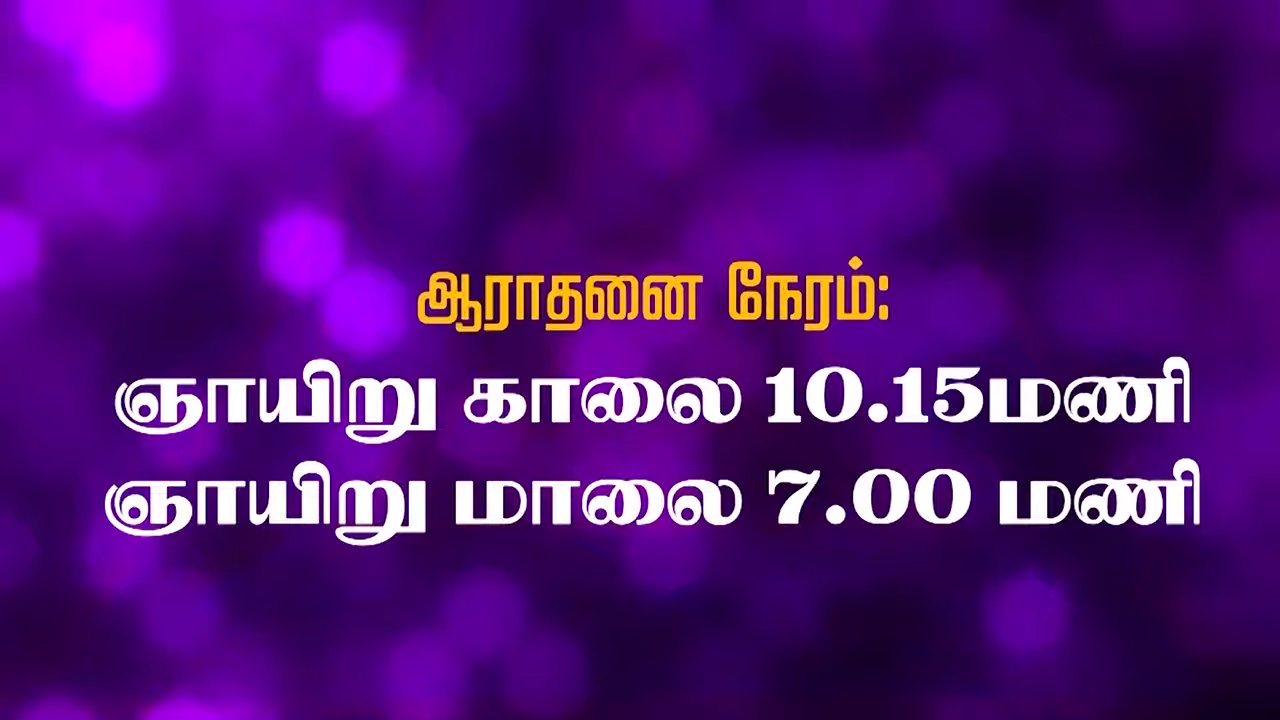 ஆராதனை நேரம்:
ஞாயிறு காலை 10.15மணி
ஞாயிறு மாலை 7.00 மணி